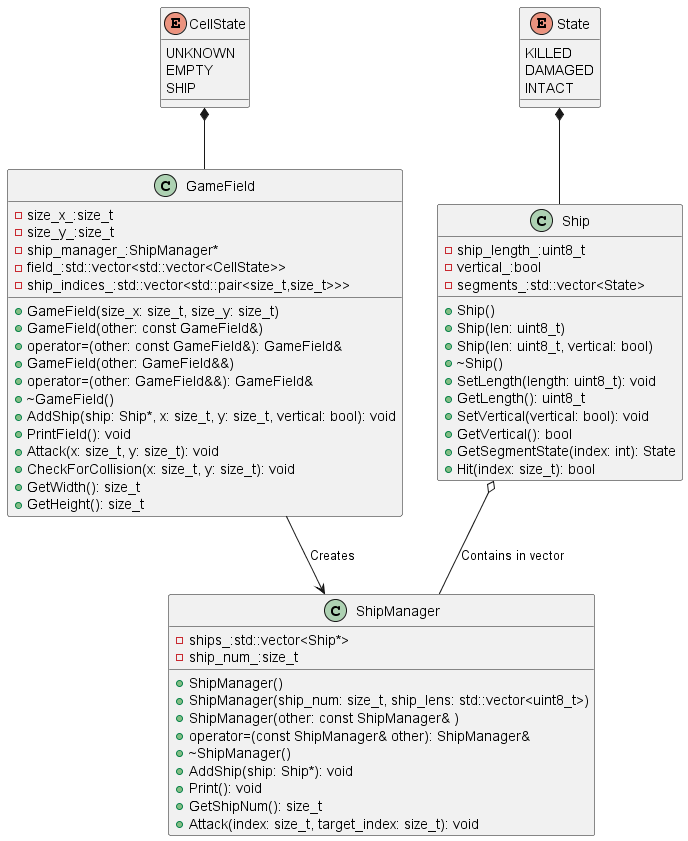 E CellState
UNKNOWN
EMPTY
SHIP
E State
KILLED
DAMAGED
INTACT
C GameField
size_x_:size_t
size_y_:size_t
ship_manager_:ShipManager*
field_:std::vector<std::vector<CellState>>
ship_indices_:std::vector<std::pair<size_t,size_t>>>
GameField(size_x: size_t, size_y: size_t)
GameField(other: const GameField&)
operator=(other: const GameField&): GameField&
GameField(other: GameField&&)
operator=(other: GameField&&): GameField&
~GameField()
AddShip(ship: Ship*, x: size_t, y: size_t, vertical: bool): void
PrintField(): void
Attack(x: size_t, y: size_t): void
CheckForCollision(x: size_t, y: size_t): void
GetWidth(): size_t
GetHeight(): size_t
C Ship
ship_length_:uint8_t
vertical_:bool
segments_:std::vector<State>
Ship()
Ship(len: uint8_t)
Ship(len: uint8_t, vertical: bool)
~Ship()
SetLength(length: uint8_t): void
GetLength(): uint8_t
SetVertical(vertical: bool): void
GetVertical(): bool
GetSegmentState(index: int): State
Hit(index: size_t): bool
Creates
Contains in vector
C ShipManager
ships_:std::vector<Ship*>
ship_num_:size_t
ShipManager()
ShipManager(ship_num: size_t, ship_lens: std::vector<uint8_t>)
ShipManager(other: const ShipManager& )
operator=(const ShipManager& other): ShipManager&
~ShipManager()
AddShip(ship: Ship*): void
Print(): void
GetShipNum(): size_t
Attack(index: size_t, target_index: size_t): void